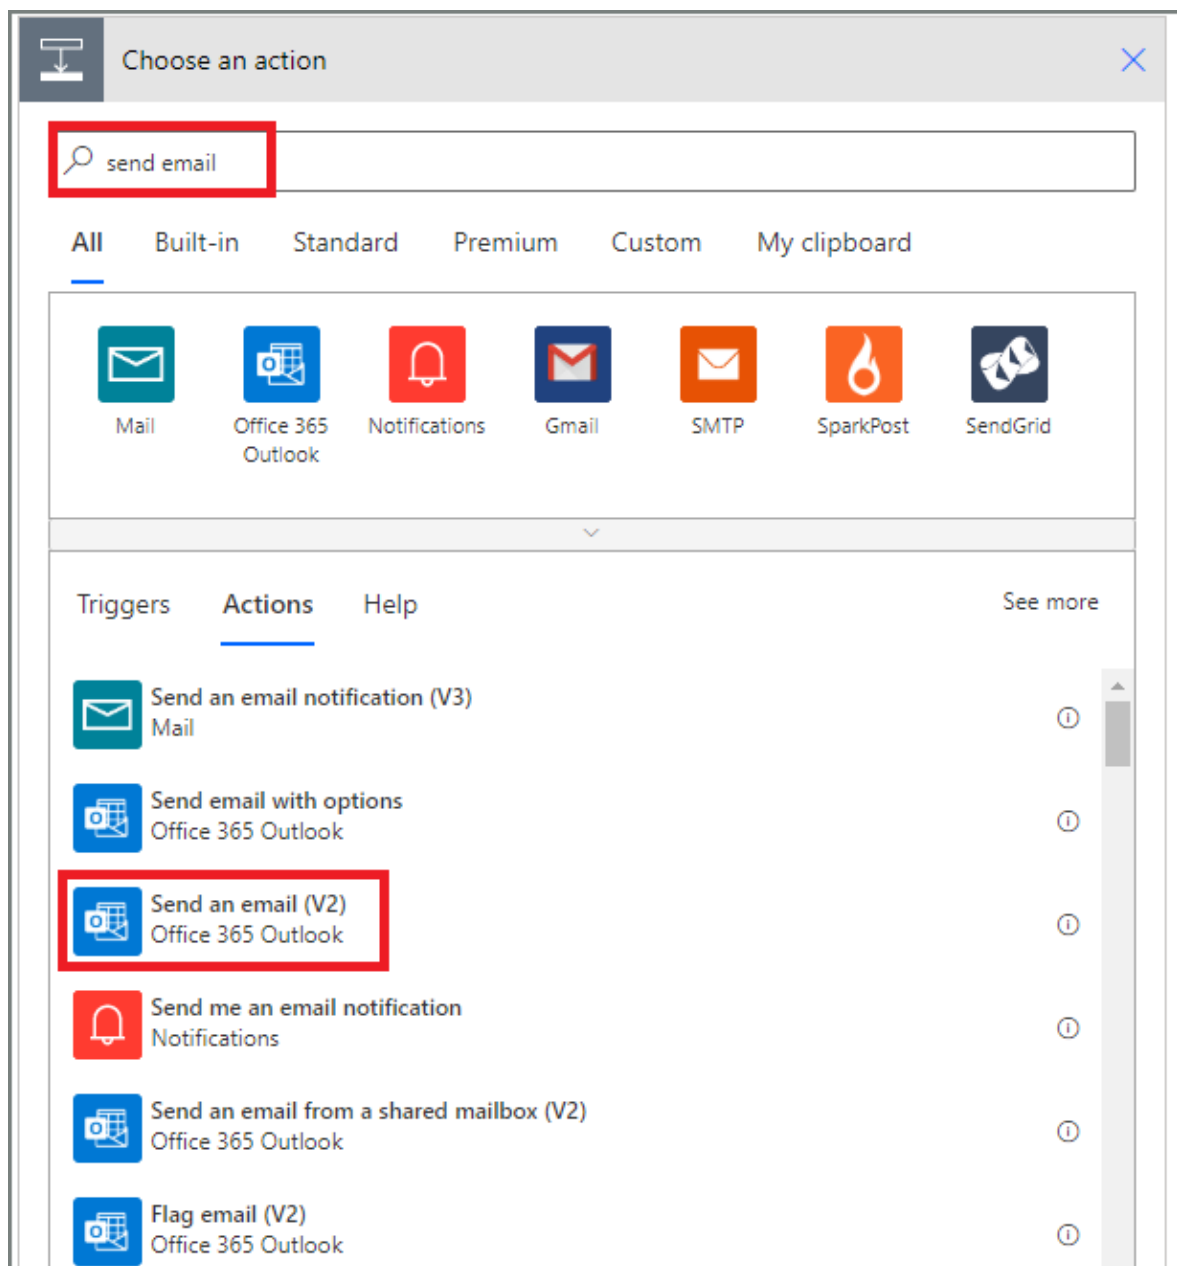 Choose an action
send email
All Built-in Standard Premium Custom My clipboard
Mail Office 365 Outlook Notifications Gmail SMTP SparkPost SendGrid
Triggers Actions Help See more
Send an email notification (V3)
Mail
Send email with options
Office 365 Outlook
Send an email (V2)
Office 365 Outlook
Send me an email notification
Notifications
Send an email from a shared mailbox (V2)
Office 365 Outlook
Flag email (V2)
Office 365 Outlook